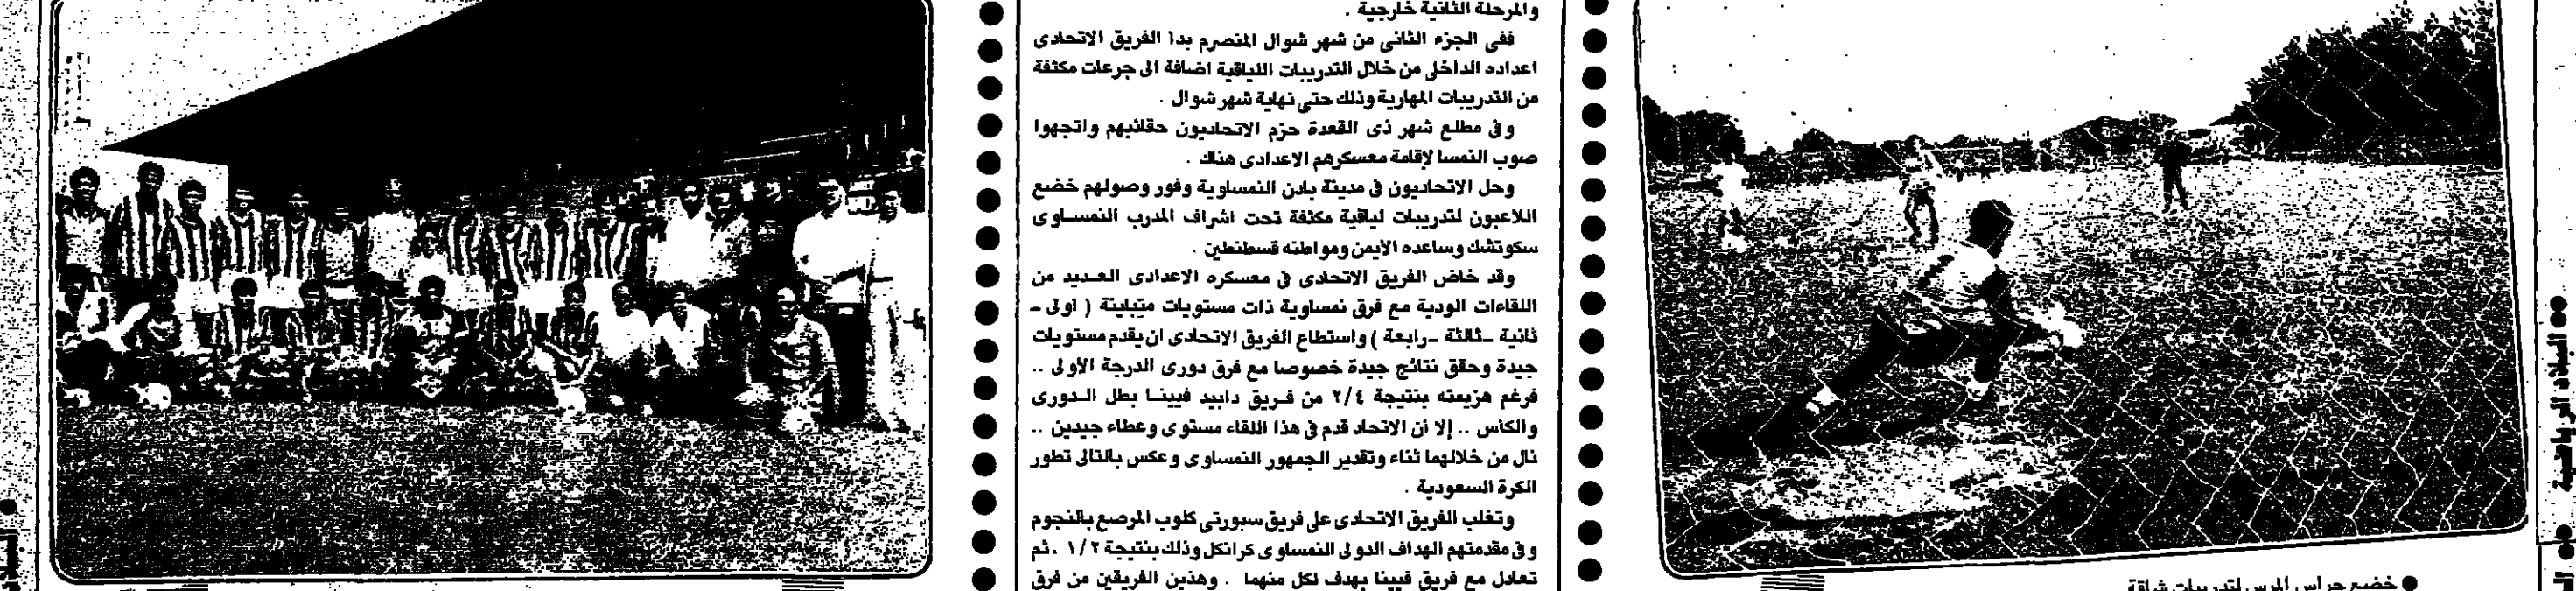 والمرحلة الثانية خارجية .
ففى الجزء الثانى من شهر شوال المنصرم بدا الفريق الاتحادى
اعداده الداخلى من خلال التدريبات اللياقية اضافة الى جرعات مكثفة
من التدريبات المهارية وذلك حتى نهاية شهر شوال .
وفى مطلع شهر ذى القعدة حزم الاتحاديون حقائبهم واتجهوا
صوب النمسا لإقامة معسكرهم الاعدادى هناك .
وحل الاتحاديون فى مدينة بادن النمساوية وفور وصولهم خضع
اللاعبون لتدريبات لياقية مكثفة تحت اشراف المدرب النمساوى
سكوتشك وساعده الأيمن ومواطنه قسطنطين .
وقد خاض الفريق الاتحادى فى معسكره الاعدادى العديد من
اللقاءات الودية مع فرق نمساوية ذات مستويات متباينة ( اولى ـ
ثانية ـ ثالثة ـ رابعة ) واستطاع الفريق الاتحادى ان يقدم مستويات
جيدة وحقق نتائج جيدة خصوصا مع فرق دورى الدرجة الأولى ..
فرغم هزيمته بنتيجة ٢/٤ من فريق رابيد فيينا بطل الدورى
والكاس .. إلا أن الاتحاد قدم فى هذا اللقاء مستوى وعطاء جيدين ..
نال من خلالهما ثناء وتقدير الجمهور النمساوى وعكس بالتالى تطور
الكرة السعودية .
وتغلب الفريق الاتحادى على فريق سبورتى كلوب المرصع بالنجوم
وفى مقدمتهم الهداف الدولى النمساوى كرانكل وذلك بنتيجة ١/٢ . ثم
تعادل مع فريق فيينا بهدف لكل منهما . وهذين الفريقين من فرق
● خضع حراس المرمى لتدريبات شاقة